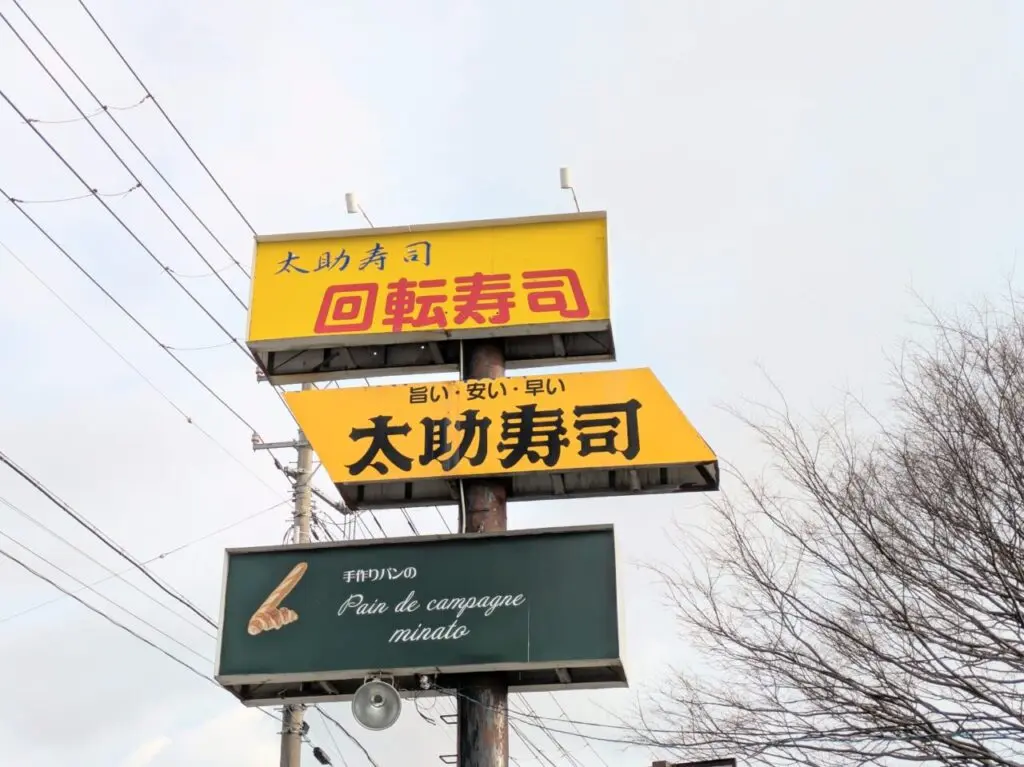 太助寿司
回転寿司
旨い・安い・早い
太助寿司
手作りパンの
Pain de campagne
minato